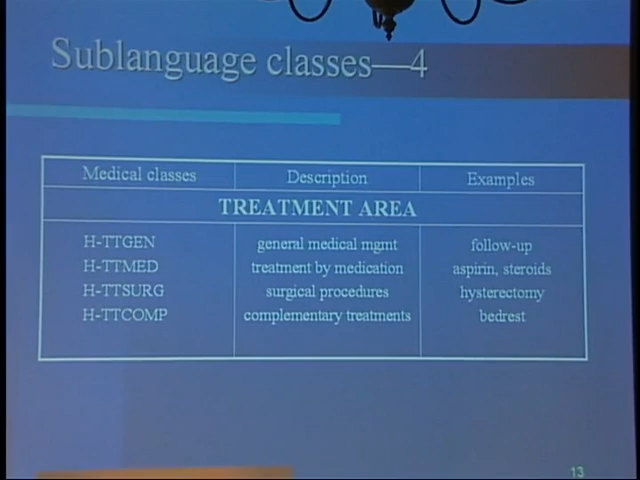 Sublanguage classes—4
Medical classes Description Examples
TREATMENT AREA
H-TTGEN general medical mgmt follow-up
H-TTMED treatment by medication aspirin, steroids
H-TTSURG surgical procedures hysterectomy
H-TTCOMP complementary treatments bedrest
13